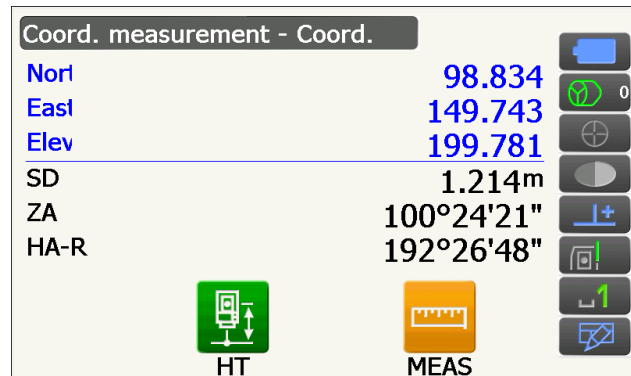 Coord. measurement - Coord.
Nort 98.834
East 149.743
Elev 199.781
SD 1.214m
ZA 100°24'21"
HA-R 192°26'48"
HT MEAS
0
1